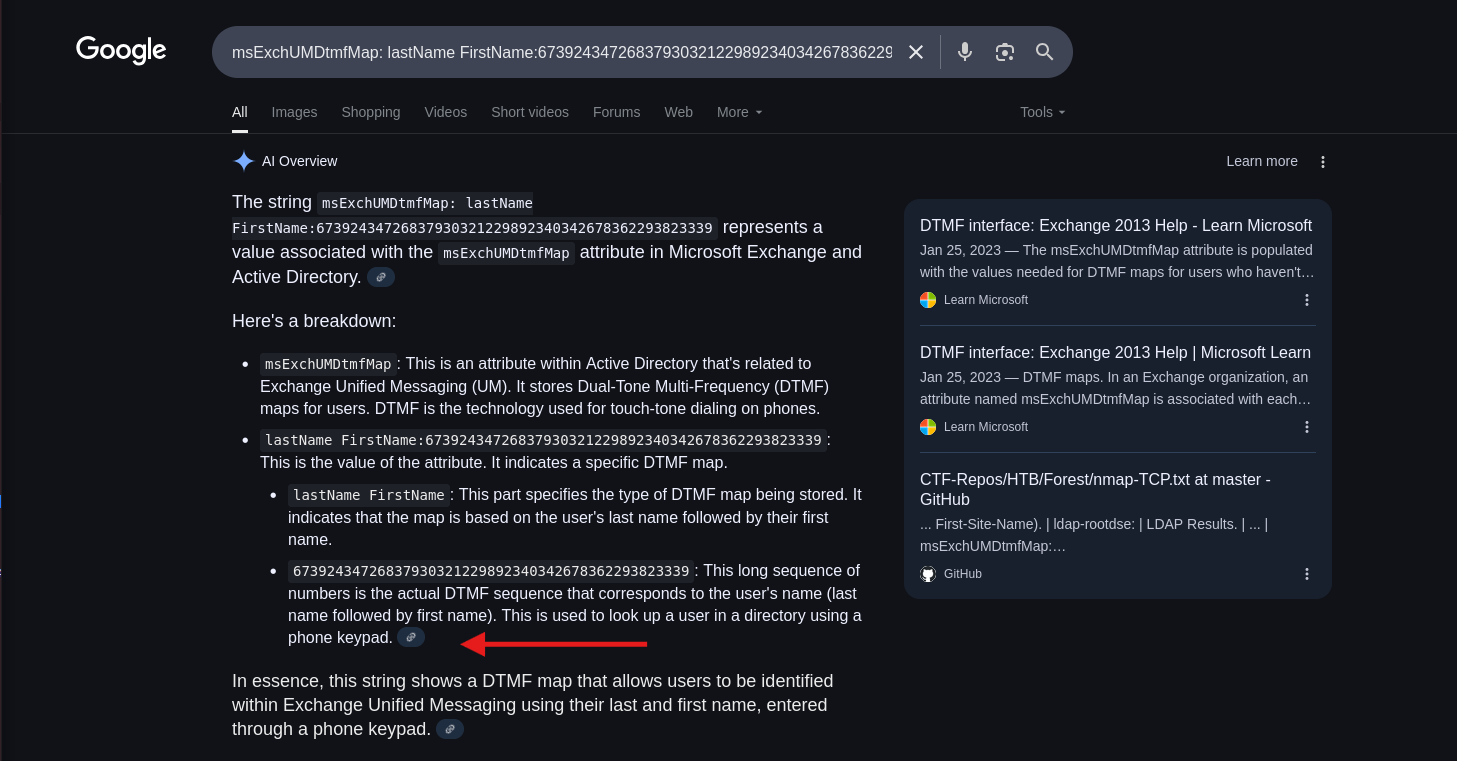 Google
msExchUMDtmfMap: lastName FirstName:6739243472683793032122989234034267836229
All Images Shopping Videos Short videos Forums Web More Tools
AI Overview
Learn more
The string msExchUMDtmfMap: lastName
FirstName:673924347268379303212298923403426783622938233​39 represents a
value associated with the msExchUMDtmfMap attribute in Microsoft Exchange and
Active Directory.
Here's a breakdown:
msExchUMDtmfMap: This is an attribute within Active Directory that's related to
Exchange Unified Messaging (UM). It stores Dual-Tone Multi-Frequency (DTMF)
maps for users. DTMF is the technology used for touch-tone dialing on phones.
lastName FirstName:67392434726837930321229892340342678362293823339:
This is the value of the attribute. It indicates a specific DTMF map.
lastName FirstName: This part specifies the type of DTMF map being stored. It
indicates that the map is based on the user's last name followed by their first
name.
67392434726837930321229892340342678362293823339: This long sequence of
numbers is the actual DTMF sequence that corresponds to the user's name (last
name followed by first name). This is used to look up a user in a directory using a
phone keypad.
In essence, this string shows a DTMF map that allows users to be identified
within Exchange Unified Messaging using their last and first name, entered
through a phone keypad.
DTMF interface: Exchange 2013 Help - Learn Microsoft
Jan 25, 2023 — The msExchUMDtmfMap attribute is populated
with the values needed for DTMF maps for users who haven't…
Learn Microsoft
DTMF interface: Exchange 2013 Help | Microsoft Learn
Jan 25, 2023 — DTMF maps. In an Exchange organization, an
attribute named msExchUMDtmfMap is associated with each…
Learn Microsoft
CTF-Repos/HTB/Forest/nmap-TCP.txt at master -
GitHub
... First-Site-Name). | ldap-rootdse: | LDAP Results. | ... |
msExchUMDtmfMap:…
GitHub